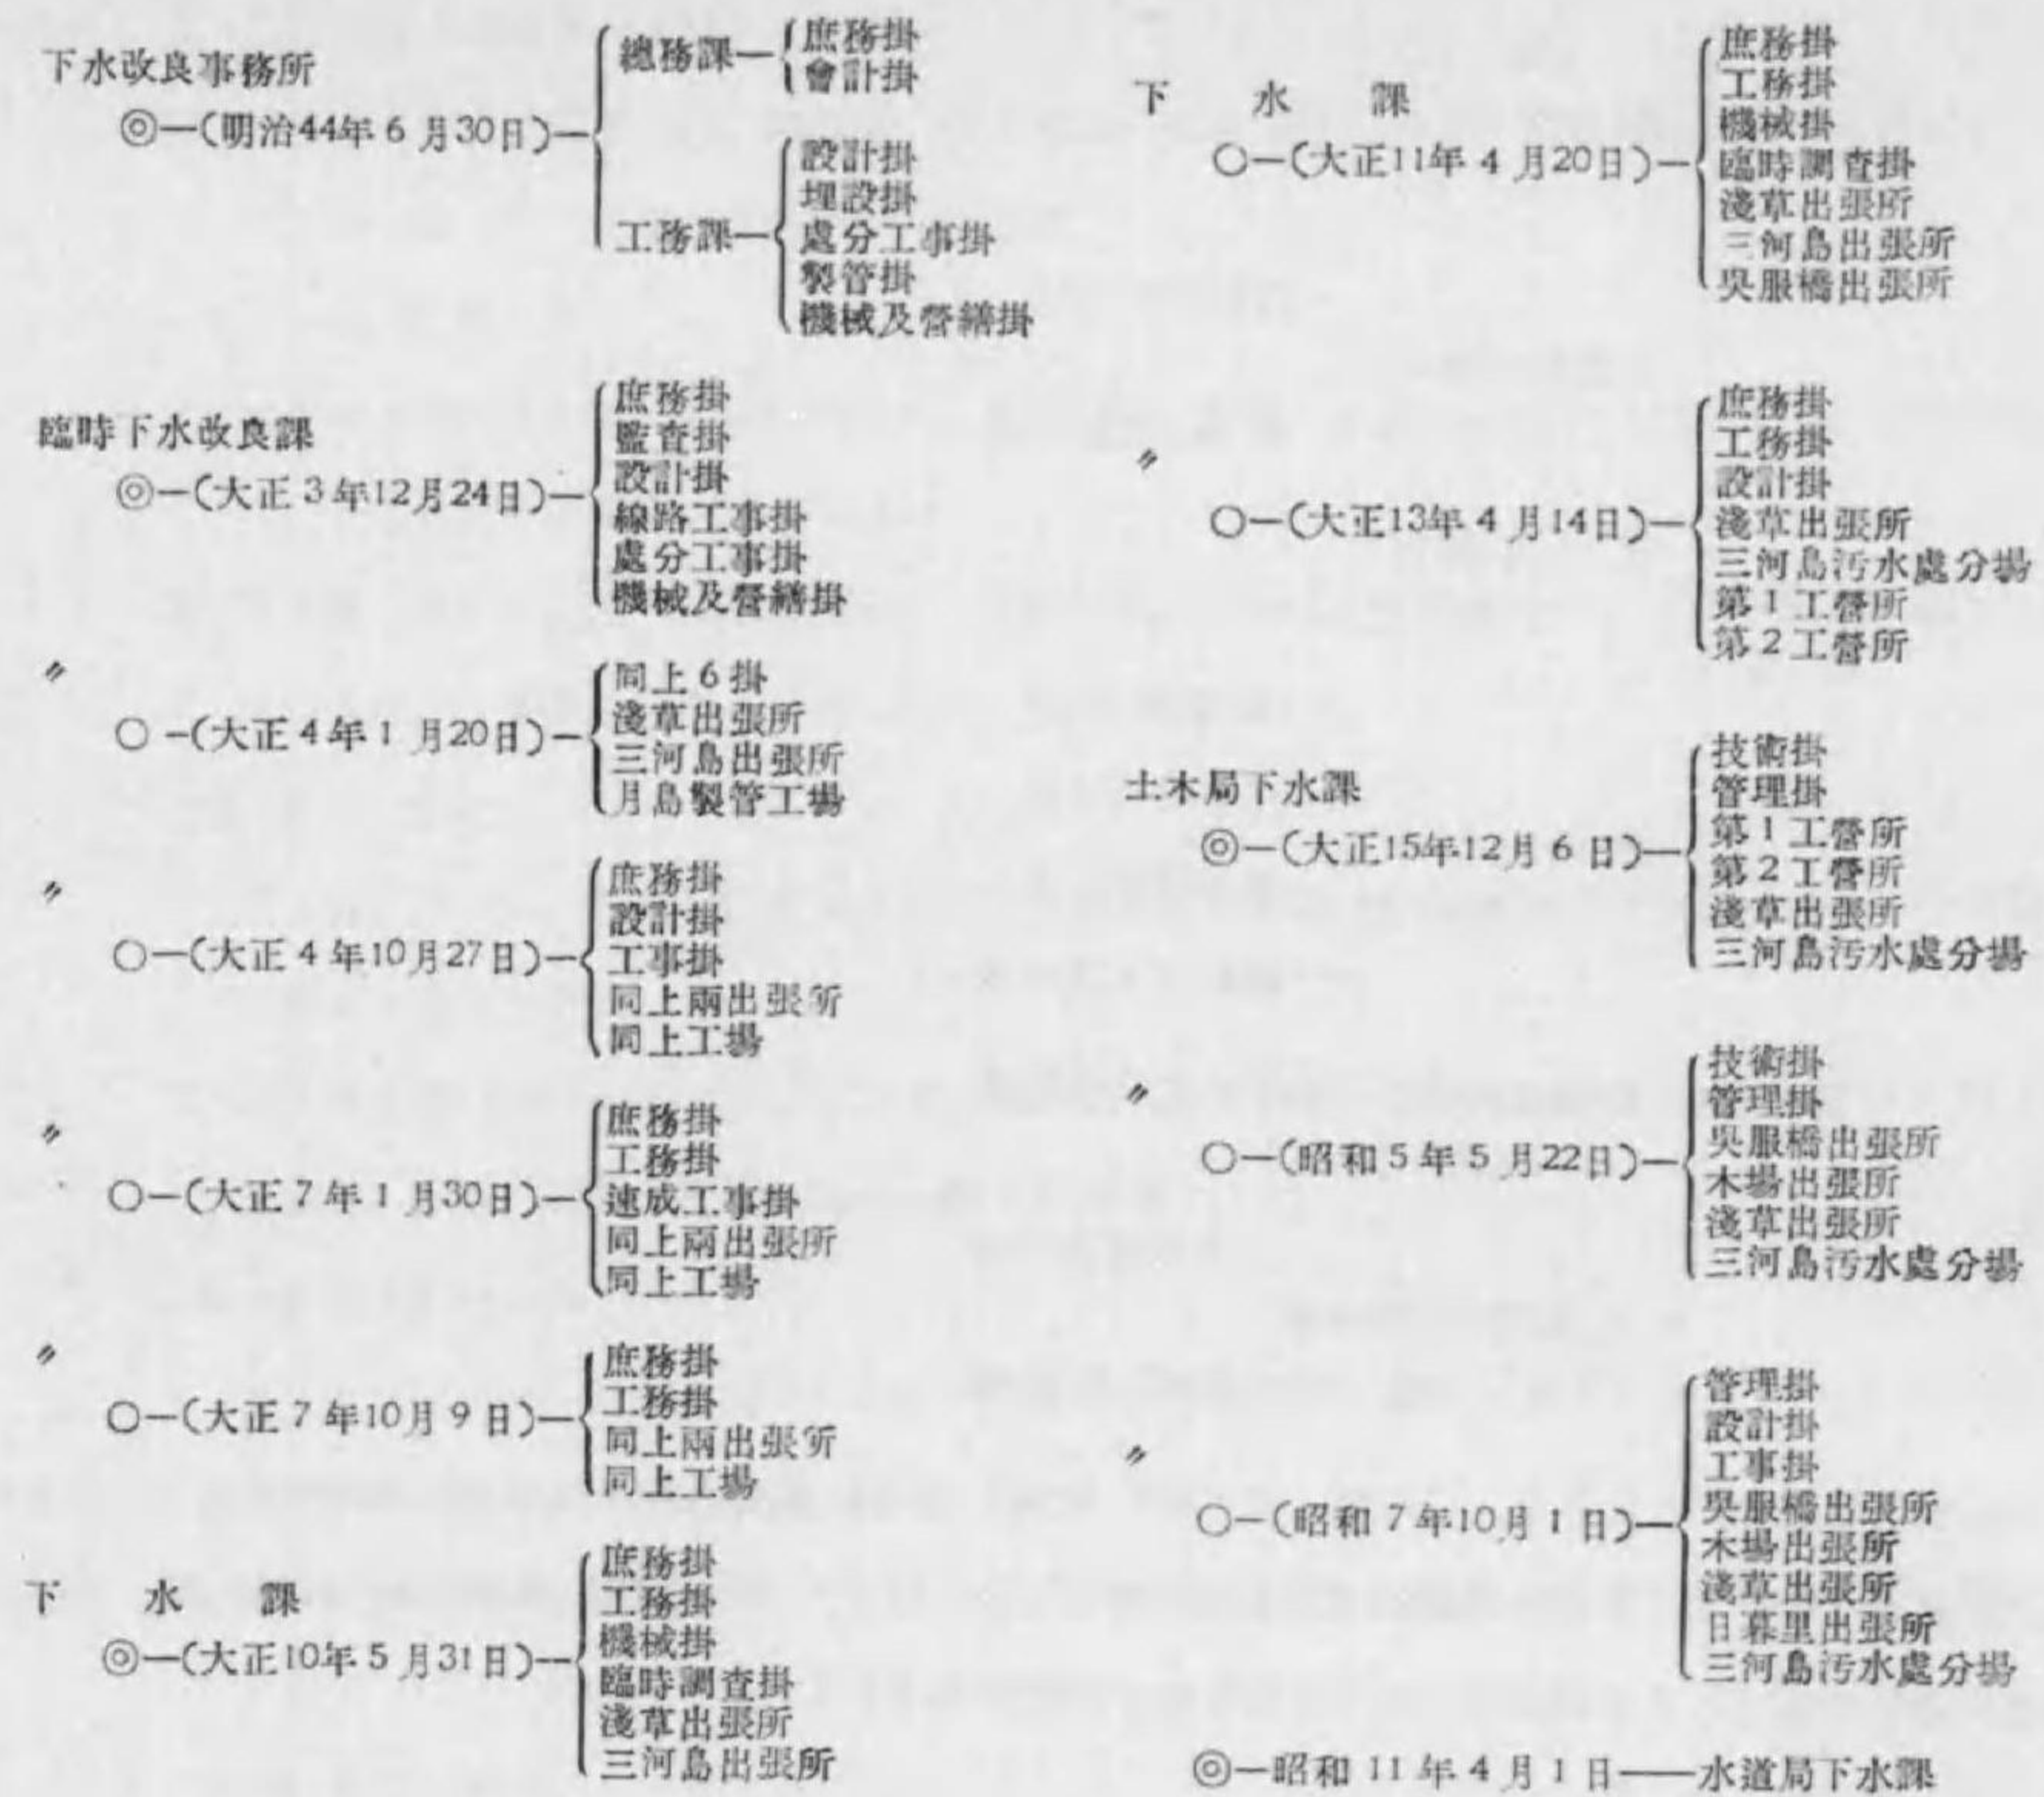 下水改良事務所
◎―(明治44年6月30日)―
總務課―
庶務掛
會計掛
工務課―
設計掛
埋設掛
處分工事掛
製管掛
機械及營繕掛
臨時下水改良課
◎―(大正3年12月24日)―
庶務掛
監査掛
設計掛
線路工事掛
處分工事掛
機械及營繕掛
〃
○―(大正4年1月20日)―
同上6掛
淺草出張所
三河島出張所
月島製管工場
〃
○―(大正4年10月27日)―
庶務掛
設計掛
工事掛
同上兩出張所
同上工場
〃
○―(大正7年1月30日)―
庶務掛
工務掛
速成工事掛
同上兩出張所
同上工場
〃
○―(大正7年10月9日)―
庶務掛
工務掛
同上兩出張所
同上工場
下水課
◎―(大正10年5月31日)―
庶務掛
工務掛
機械掛
臨時調査掛
淺草出張所
三河島出張所
下水課
○―(大正11年4月20日)―
庶務掛
工務掛
機械掛
臨時調査掛
淺草出張所
三河島出張所
吳服橋出張所
〃
○―(大正13年4月14日)―
庶務掛
工務掛
設計掛
淺草出張所
三河島汚水處分場
第1工營所
第2工營所
土木局下水課
◎―(大正15年12月6日)―
技術掛
管理掛
第1工營所
第2工營所
淺草出張所
三河島汚水處分場
〃
○―(昭和5年5月22日)―
技術掛
管理掛
吳服橋出張所
木場出張所
淺草出張所
三河島汚水處分場
〃
○―(昭和7年10月1日)―
管理掛
設計掛
工事掛
吳服橋出張所
木場出張所
淺草出張所
日暮里出張所
三河島汚水處分場
◎―昭和11年4月1日――水道局下水課